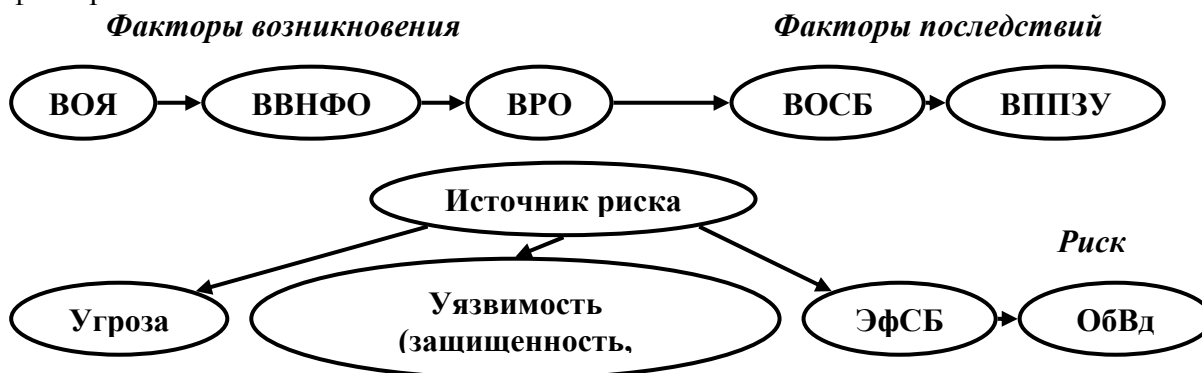 Факторы возникновения Факторы последствий
ВОЯ ВВНФО ВРО ВОСБ ВППЗУ
Источник риска
Риск
Угроза Уязвимость ЭфСБ ОбВд
(защищенность,